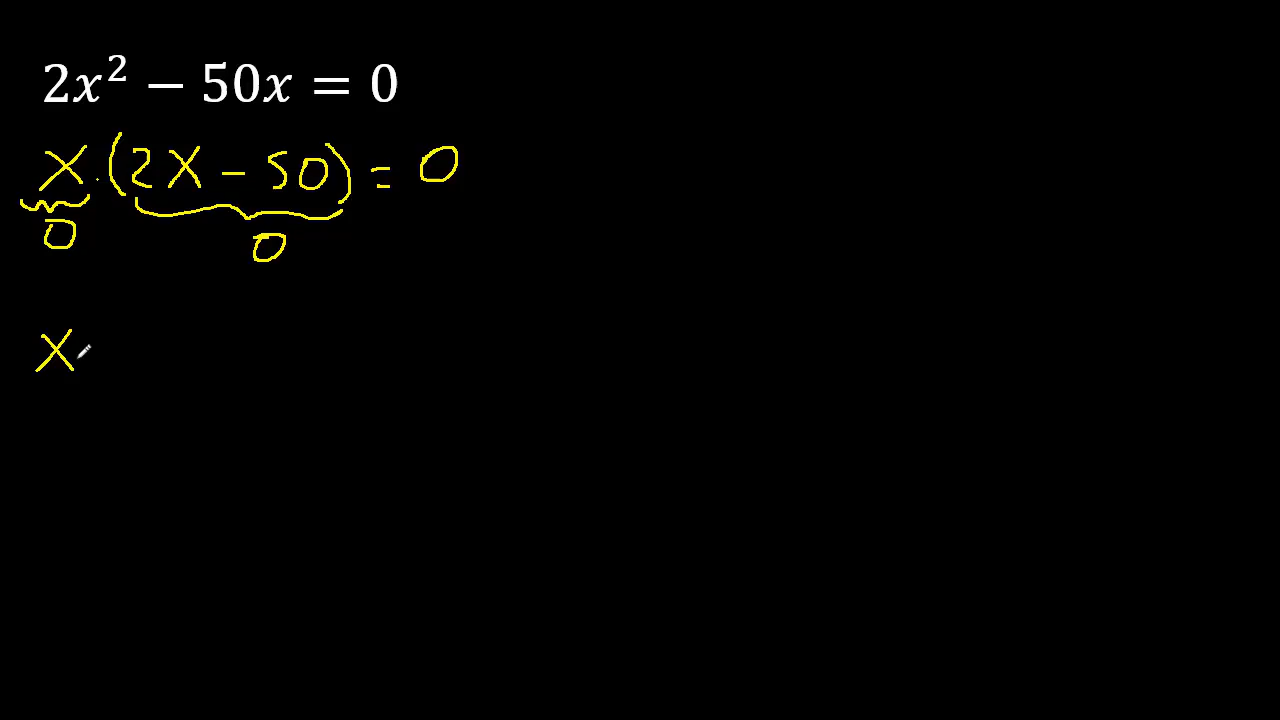 2x² − 50x = 0
x · (2x − 50) = 0
0 0
x